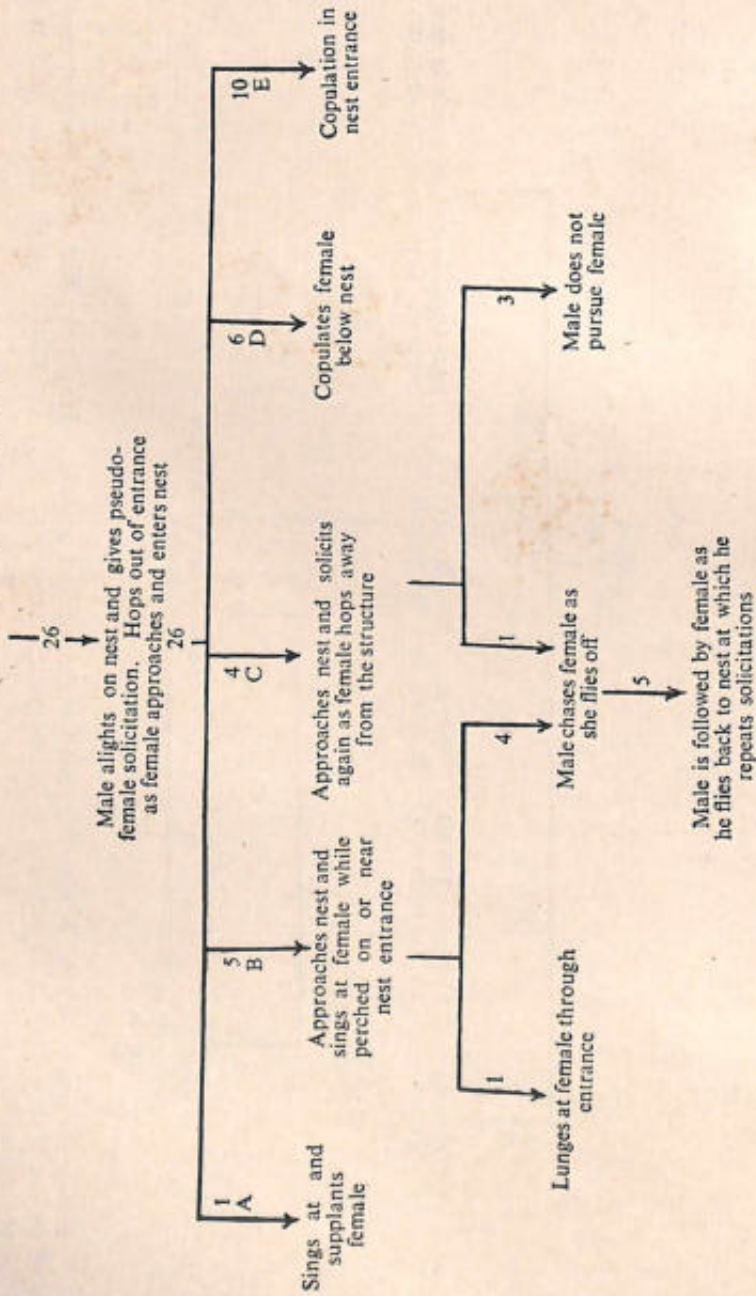 26
Male alights on nest and gives pseudo-
female solicitation. Hops out of entrance
as female approaches and enters nest
26
1
A
Sings at and
supplants
female
5
B
Approaches nest and
sings at female while
perched on or near
nest entrance
4
C
Approaches nest and solicits
again as female hops away
from the structure
6
D
Copulates female
below nest
10
E
Copulation in
nest entrance
1
Lunges at female through
entrance
4
1
Male chases female as
she flies off
3
Male does not
pursue female
5
Male is followed by female as
he flies back to nest at which he
repeats solicitations